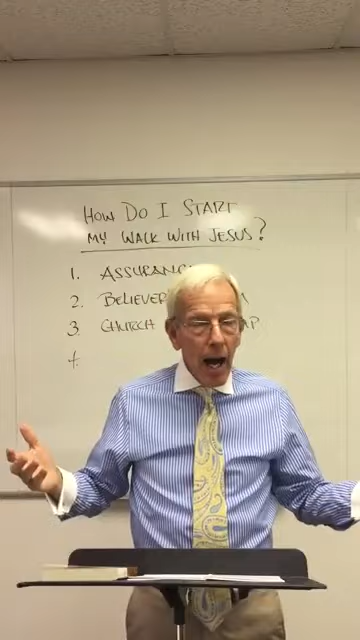 HOW DO I START
MY WALK WITH JESUS?
1. ASSURANC
2. BELIEVER
3. CHURCH
4.